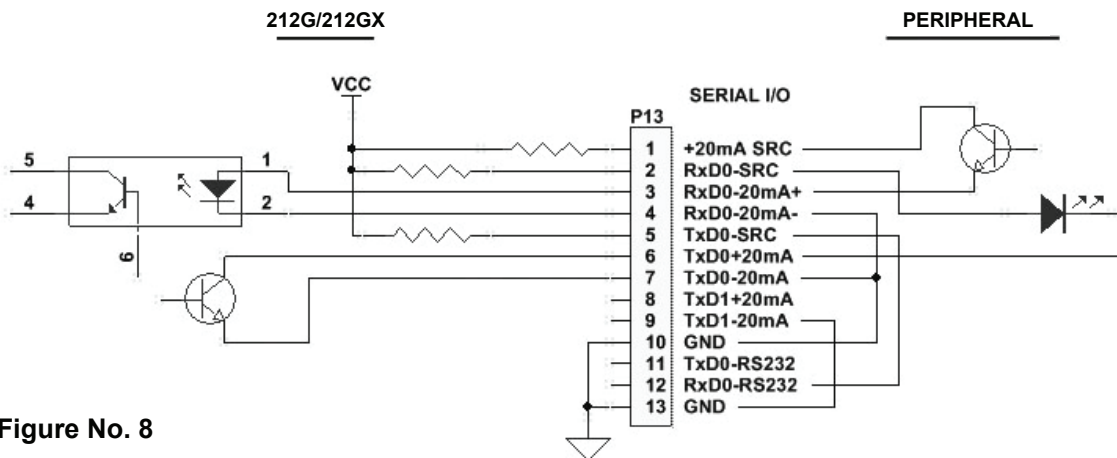 212G/212GX
PERIPHERAL
VCC
SERIAL I/O
P13
5
4
6
1
2
1 +20mA SRC
2 RxD0-SRC
3 RxD0-20mA+
4 RxD0-20mA-
5 TxD0-SRC
6 TxD0+20mA
7 TxD0-20mA
8 TxD1+20mA
9 TxD1-20mA
10 GND
11 TxD0-RS232
12 RxD0-RS232
13 GND
Figure No. 8